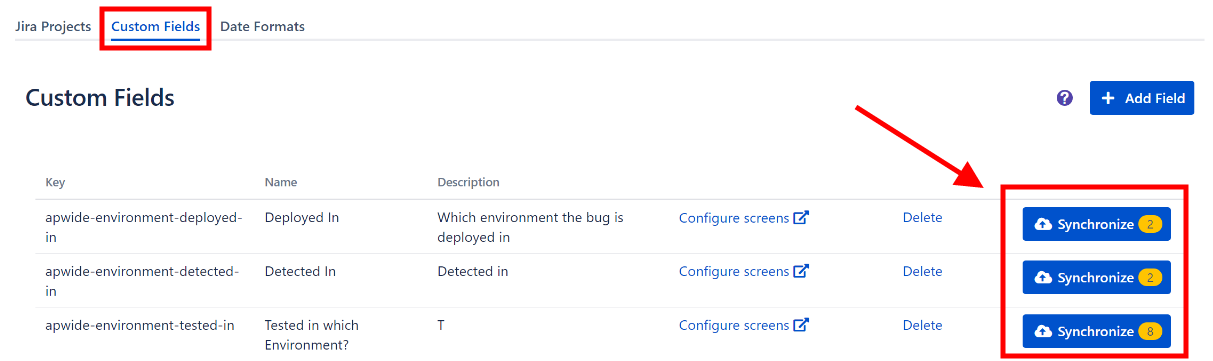 Jira Projects Custom Fields Date Formats
Custom Fields ? + Add Field
Key Name Description
apwide-environment-deployed- Deployed In Which environment the bug is Configure screens Delete Synchronize 2
in deployed in
apwide-environment-detected- Detected In Detected in Configure screens Delete Synchronize 2
in
apwide-environment-tested-in Tested in which T Configure screens Delete Synchronize 8
Environment?